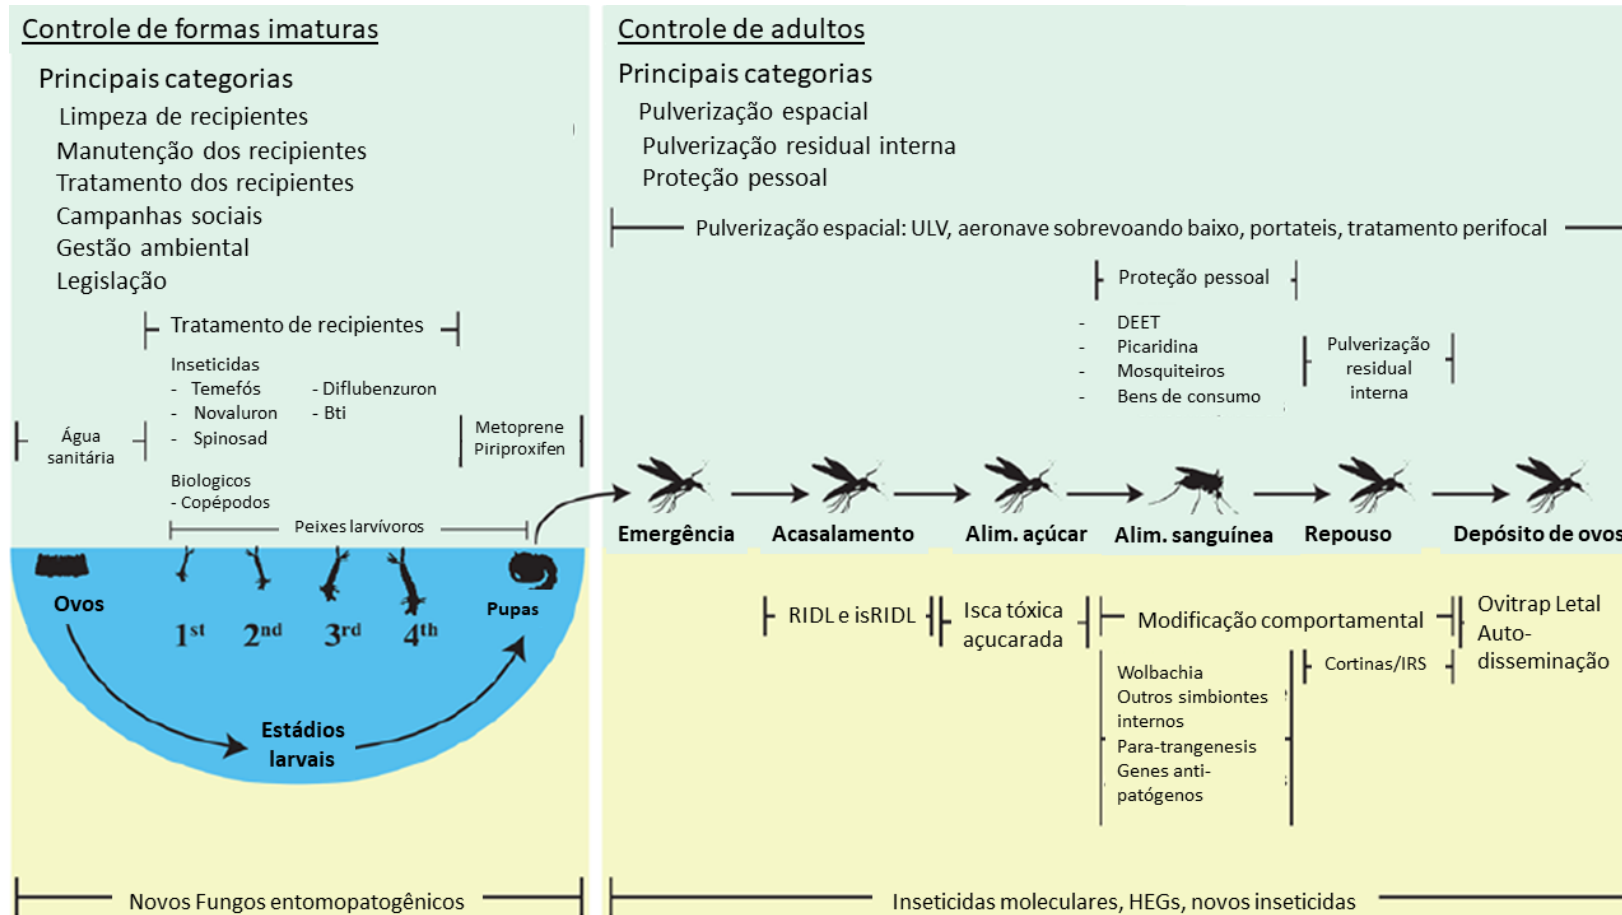 Controle de formas imaturas
Principais categorias
Limpeza de recipientes
Manutenção dos recipientes
Tratamento dos recipientes
Campanhas sociais
Gestão ambiental
Legislação
Tratamento de recipientes
Inseticidas
- Temefós
- Diflubenzuron
- Novaluron
- Bti
- Spinosad
Água
sanitária
Metoprene
Piriproxifen
Biologicos
- Copépodos
Peixes larvívoros
Ovos
1st
2nd
3rd
4th
Pupas
Estádios
larvais
Novos Fungos entomopatogênicos
Controle de adultos
Principais categorias
Pulverização espacial
Pulverização residual interna
Proteção pessoal
Pulverização espacial: ULV, aeronave sobrevoando baixo, portateis, tratamento perifocal
Proteção pessoal
- DEET
- Picaridina
- Mosquiteiros
- Bens de consumo
Pulverização
residual
interna
Emergência
Acasalamento
Alim. açúcar
Alim. sanguínea
Repouso
Depósito de ovos
RIDL e isRIDL
Isca tóxica
açucarada
Modificação comportamental
Wolbachia
Outros simbiontes
internos
Para-trangenesis
Genes anti-
patógenos
Cortinas/IRS
Ovitrap Letal
Auto-
disseminação
Inseticidas moleculares, HEGs, novos inseticidas